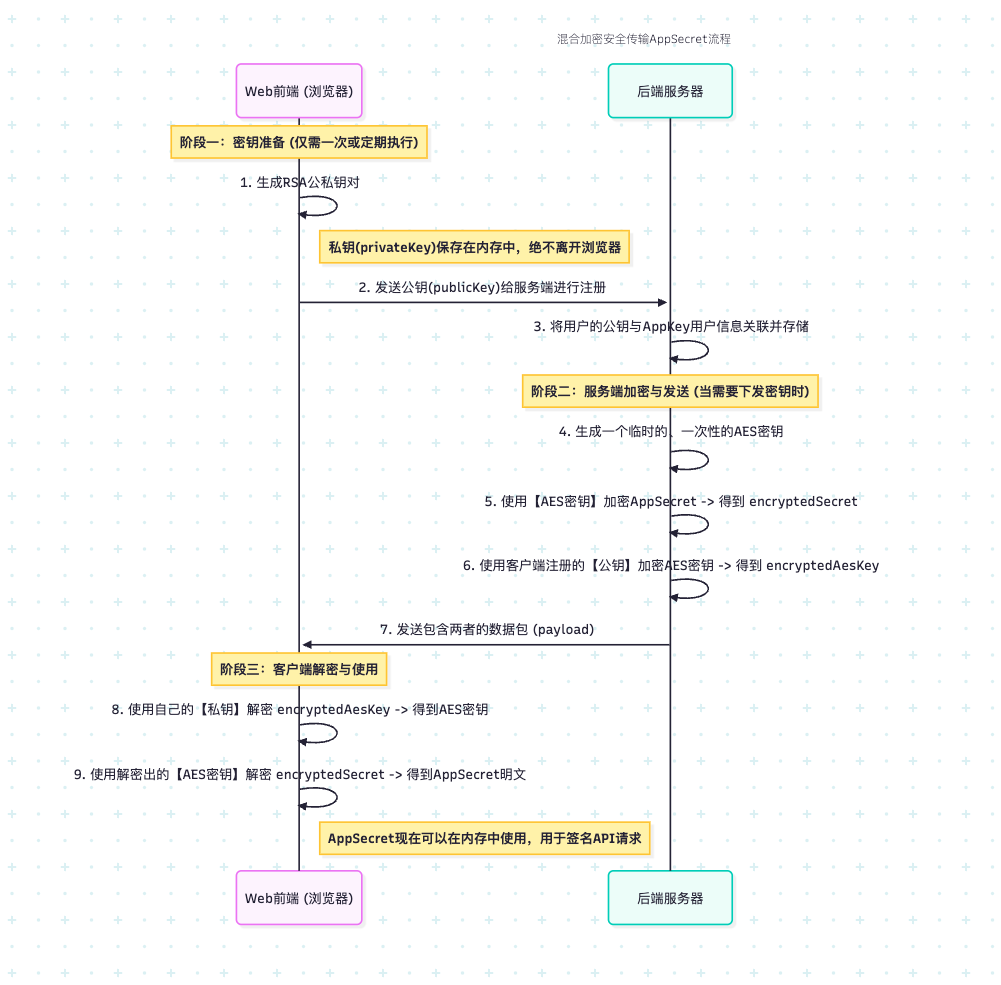 混合加密安全传输AppSecret流程
Web前端 (浏览器)
后端服务器
阶段一：密钥准备 (仅需一次或定期执行)
1. 生成RSA公私钥对
私钥(privateKey)保存在内存中，绝不离开浏览器
2. 发送公钥(publicKey)给服务端进行注册
3. 将用户的公钥与AppKey用户信息关联并存储
阶段二：服务端加密与发送 (当需要下发密钥时)
4. 生成一个临时的、一次性的AES密钥
5. 使用【AES密钥】加密AppSecret -> 得到 encryptedSecret
6. 使用客户端注册的【公钥】加密AES密钥 -> 得到 encryptedAesKey
7. 发送包含两者的数据包 (payload)
阶段三：客户端解密与使用
8. 使用自己的【私钥】解密 encryptedAesKey -> 得到AES密钥
9. 使用解密出的【AES密钥】解密 encryptedSecret -> 得到AppSecret明文
AppSecret现在可以在内存中使用，用于签名API请求
Web前端 (浏览器)
后端服务器